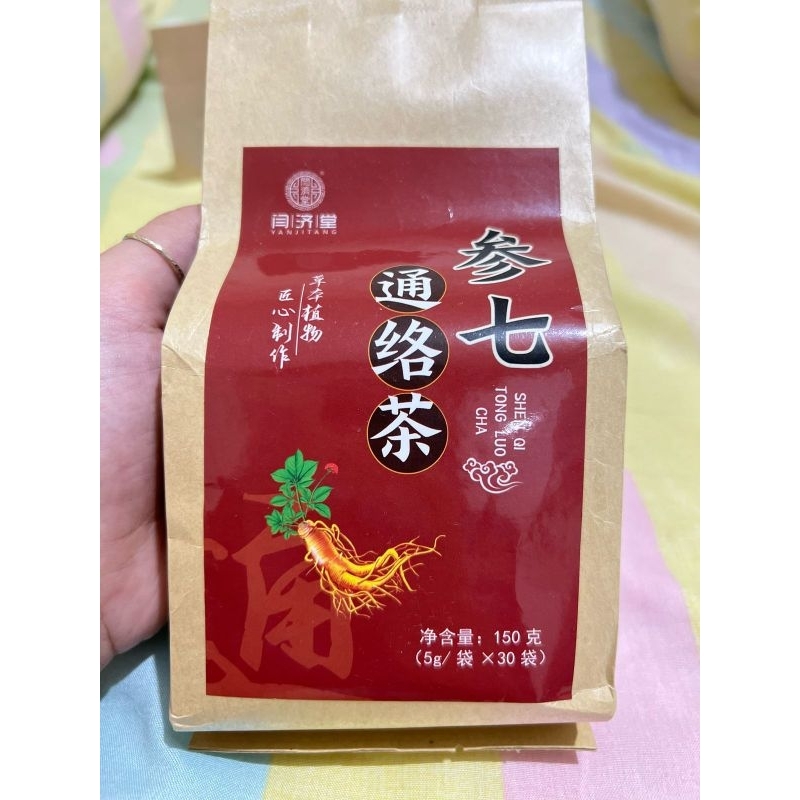 闫济堂
YANJITANG
参七
通络茶
SHEN QI
TONG LUO
CHA
草本植物
匠心制作
净含量：150克
（5g/袋×30袋）